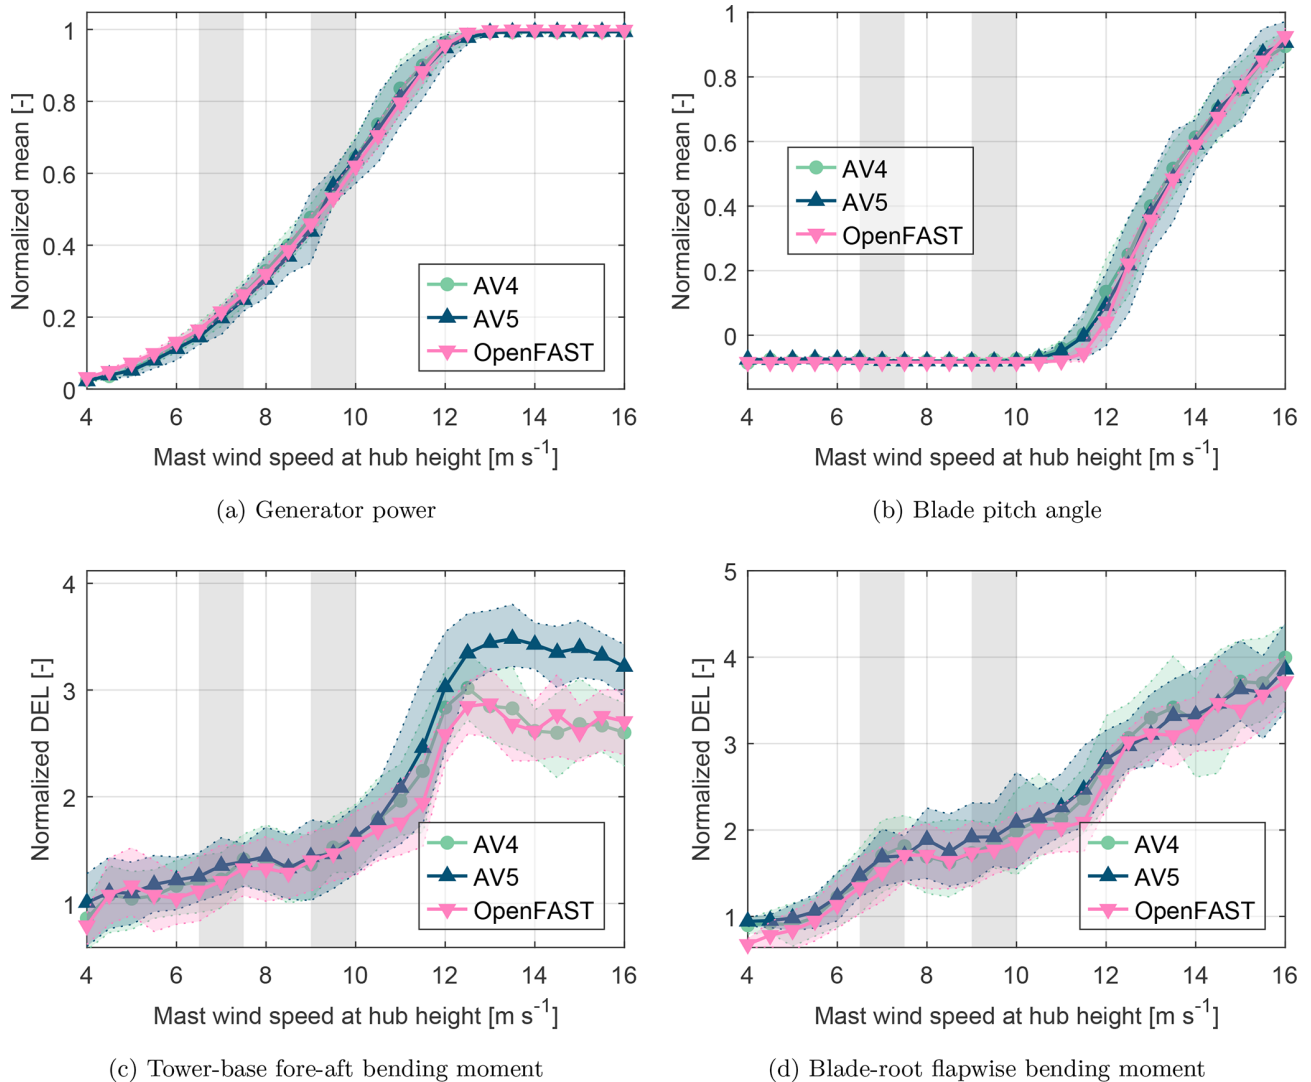 Normalized mean [-]
1
0.8
0.6
0.4
0.2
0
4 6 8 10 12 14 16
AV4
AV5
OpenFAST
Mast wind speed at hub height [m s-1]
(a) Generator power
Normalized mean [-]
1
0.8
0.6
0.4
0.2
0
4 6 8 10 12 14 16
AV4
AV5
OpenFAST
Mast wind speed at hub height [m s-1]
(b) Blade pitch angle
Normalized DEL [-]
4
3
2
1
4 6 8 10 12 14 16
AV4
AV5
OpenFAST
Mast wind speed at hub height [m s-1]
(c) Tower-base fore-aft bending moment
Normalized DEL [-]
5
4
3
2
1
4 6 8 10 12 14 16
AV4
AV5
OpenFAST
Mast wind speed at hub height [m s-1]
(d) Blade-root flapwise bending moment